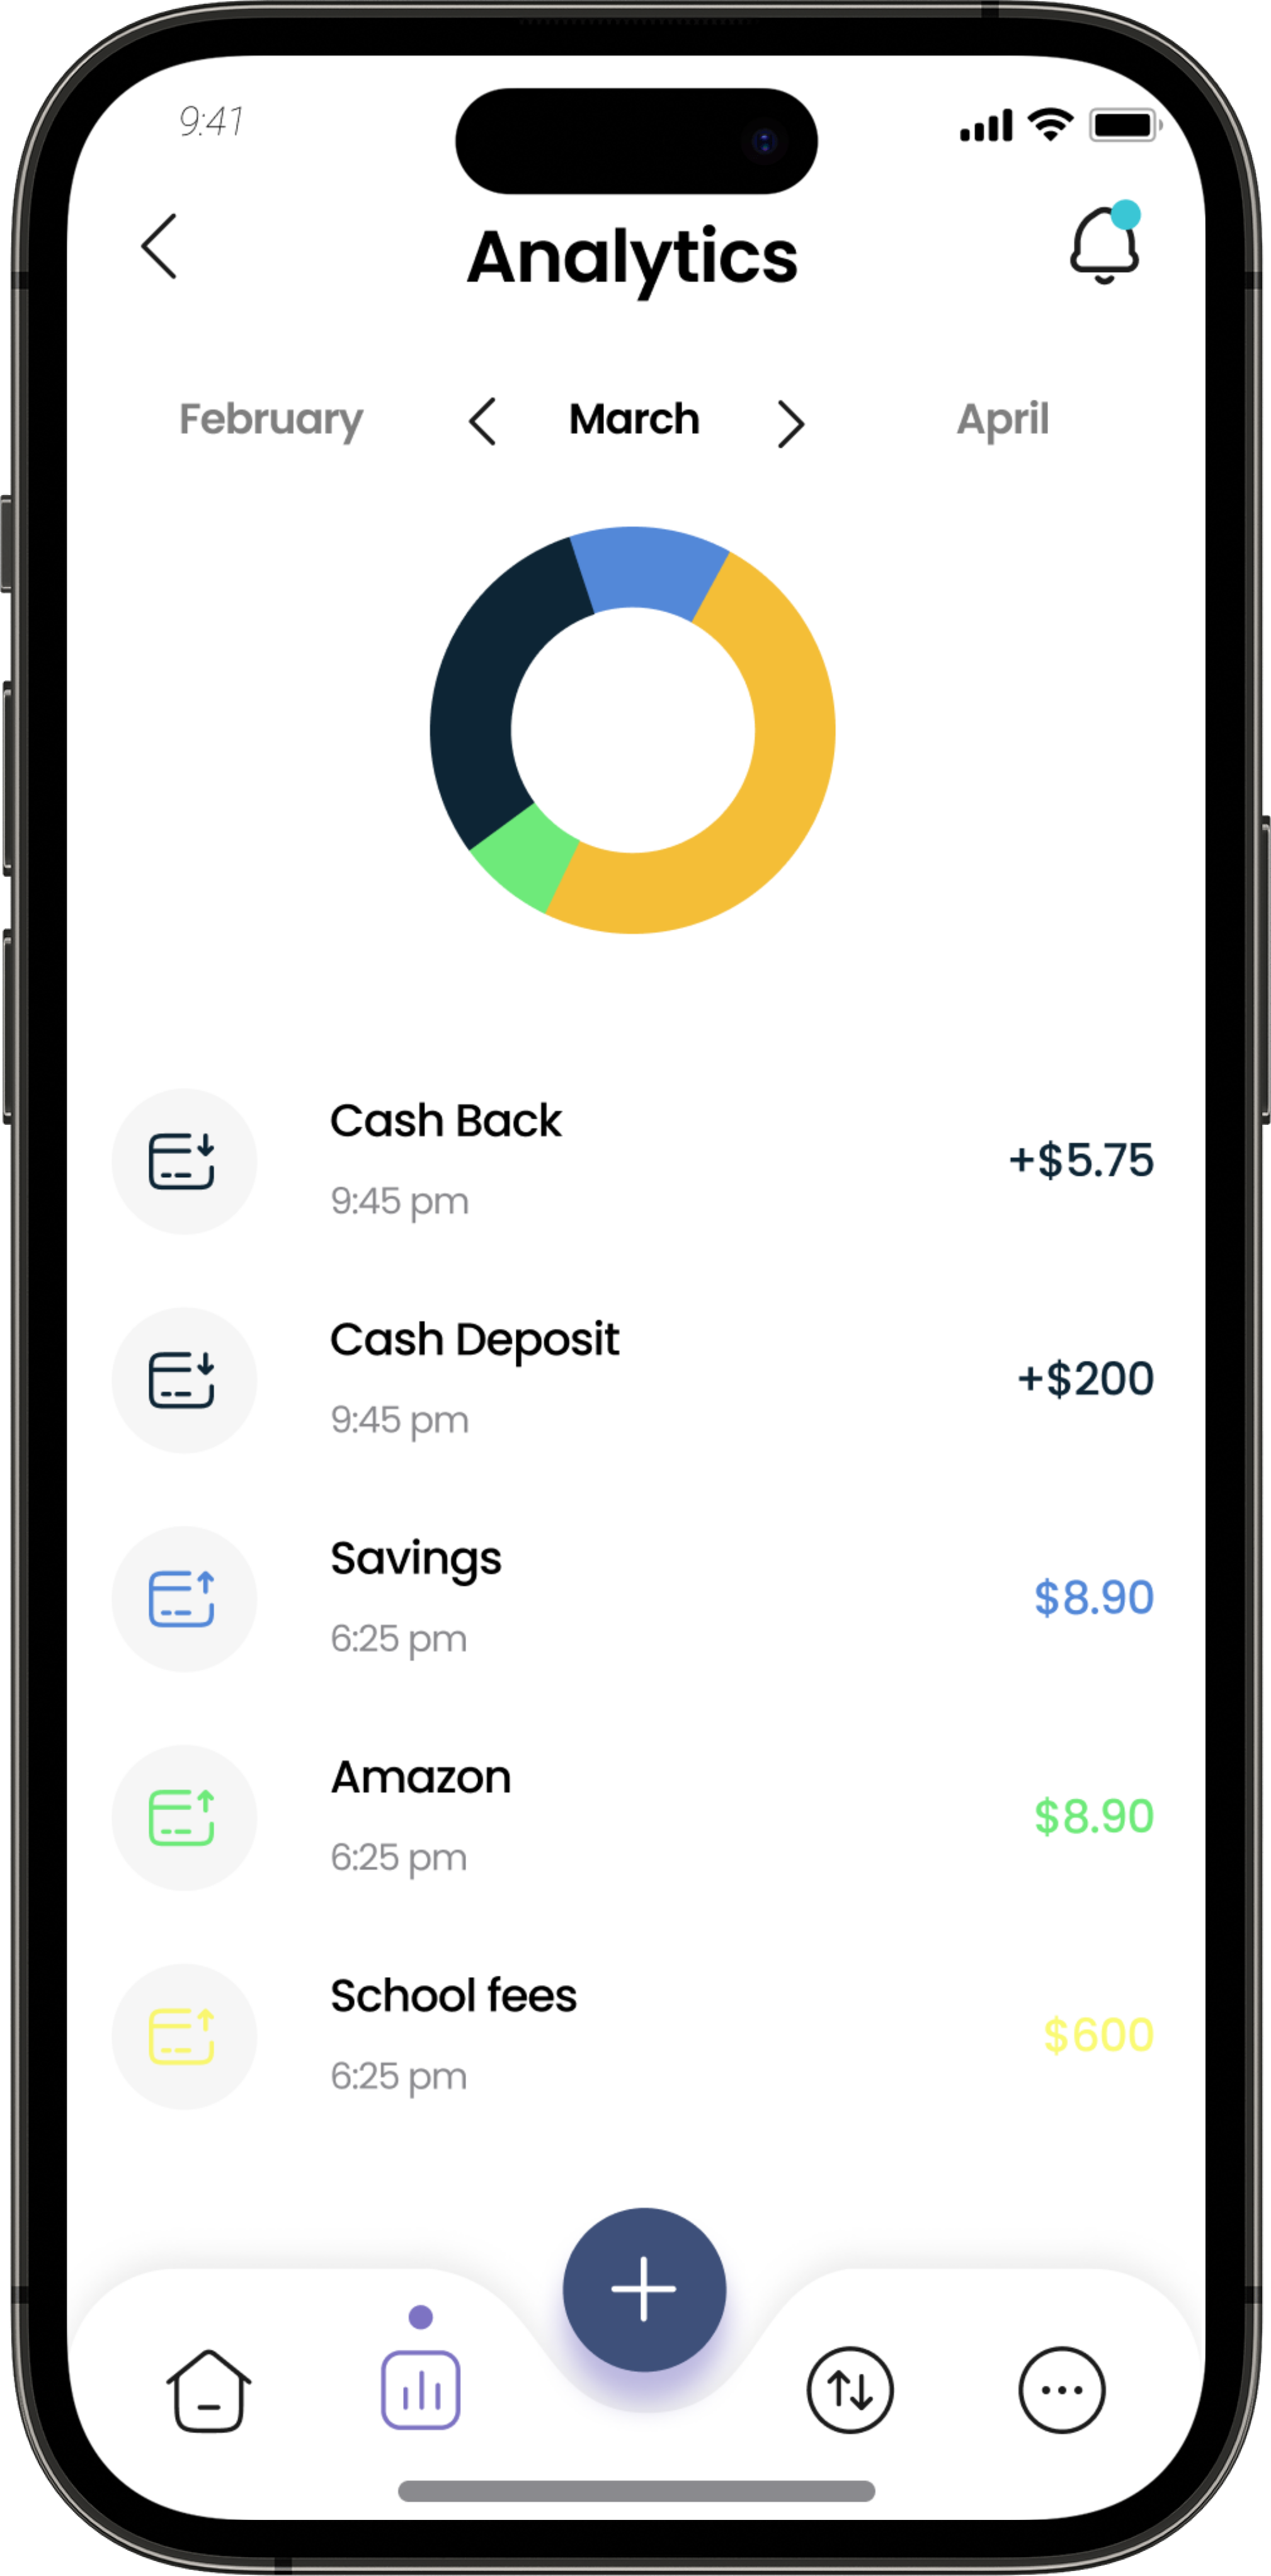 9:41
Analytics
February
March
April
Cash Back
+$5.75
9:45 pm
Cash Deposit
+$200
9:45 pm
Savings
$8.90
6:25 pm
Amazon
$8.90
6:25 pm
School fees
$600
6:25 pm